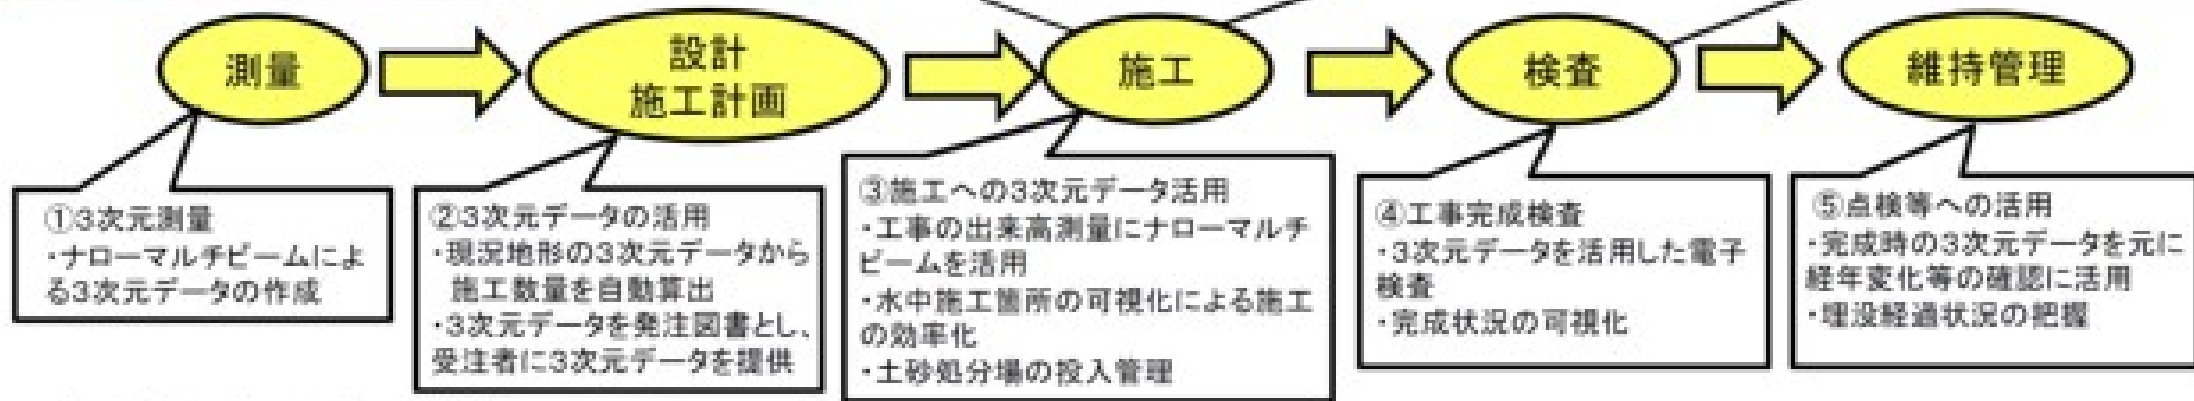 測量
設計
施工計画
施工
検査
維持管理
①3次元測量
・ナローマルチビームによ
る3次元データの作成
②3次元データの活用
・現況地形の3次元データから
施工数量を自動算出
・3次元データを発注図書とし、
受注者に3次元データを提供
③施工への3次元データ活用
・工事の出来高測量にナローマルチ
ビームを活用
・水中施工箇所の可視化による施工
の効率化
・土砂処分場の投入管理
④工事完成検査
・3次元データを活用した電子
検査
・完成状況の可視化
⑤点検等への活用
・完成時の3次元データを元に
経年変化等の確認に活用
・埋没経過状況の把握